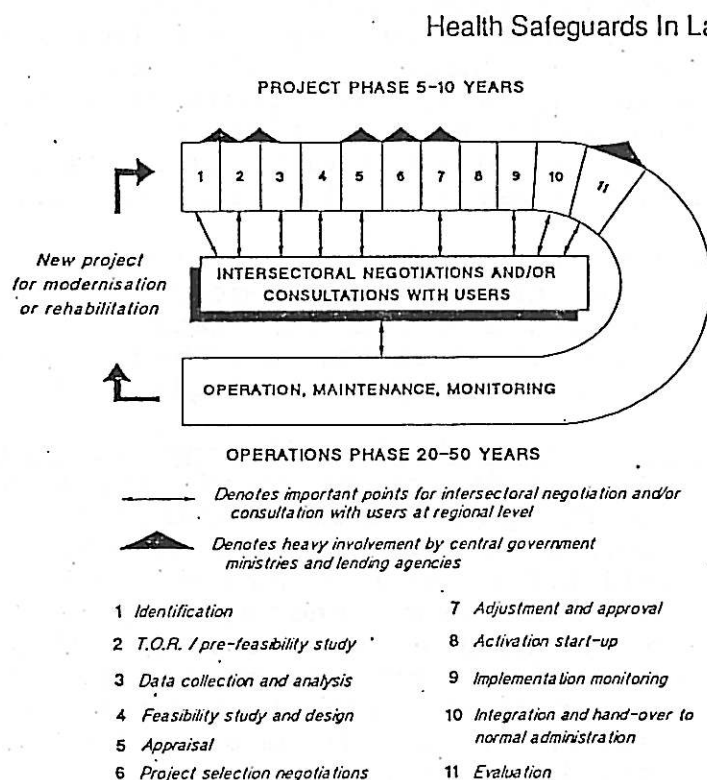 Health Safeguards In La
PROJECT PHASE 5-10 YEARS
1 2 3 4 5 6 7 8 9 10 11
New project
for modernisation
or rehabilitation
INTERSECTORAL NEGOTIATIONS AND/OR
CONSULTATIONS WITH USERS
OPERATION, MAINTENANCE, MONITORING
OPERATIONS PHASE 20-50 YEARS
Denotes important points for intersectoral negotiation and/or
consultation with users at regional level
Denotes heavy involvement by central government
ministries and lending agencies
1 Identification
2 T.O.R. / pre-feasibility study
3 Data collection and analysis
4 Feasibility study and design
5 Appraisal
6 Project selection negotiations
7 Adjustment and approval
8 Activation start-up
9 Implementation monitoring
10 Integration and hand-over to
normal administration
11 Evaluation